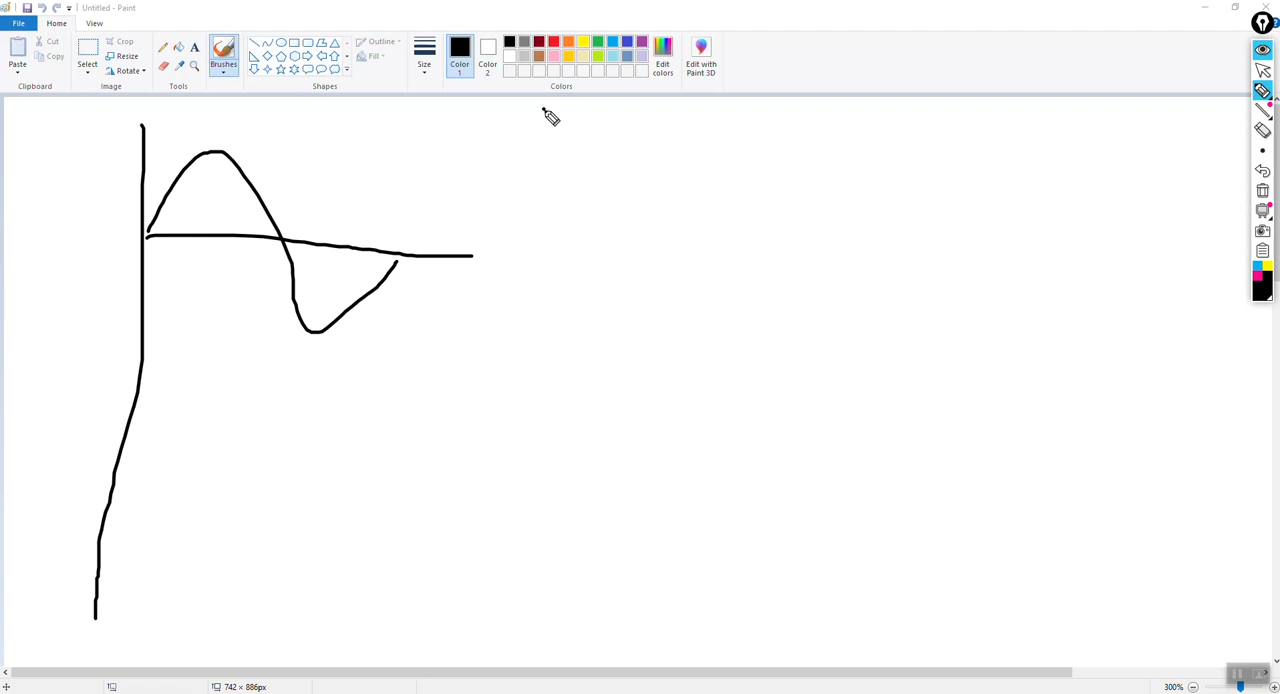 Untitled - Paint
File
Home
View
Paste
Cut
Copy
Clipboard
Select
Crop
Resize
Rotate
Image
A
Tools
Brushes
Outline
Fill
Shapes
Size
Color
1
Color
2
Edit
colors
Edit with
Paint 3D
Colors
742 × 886px
300%